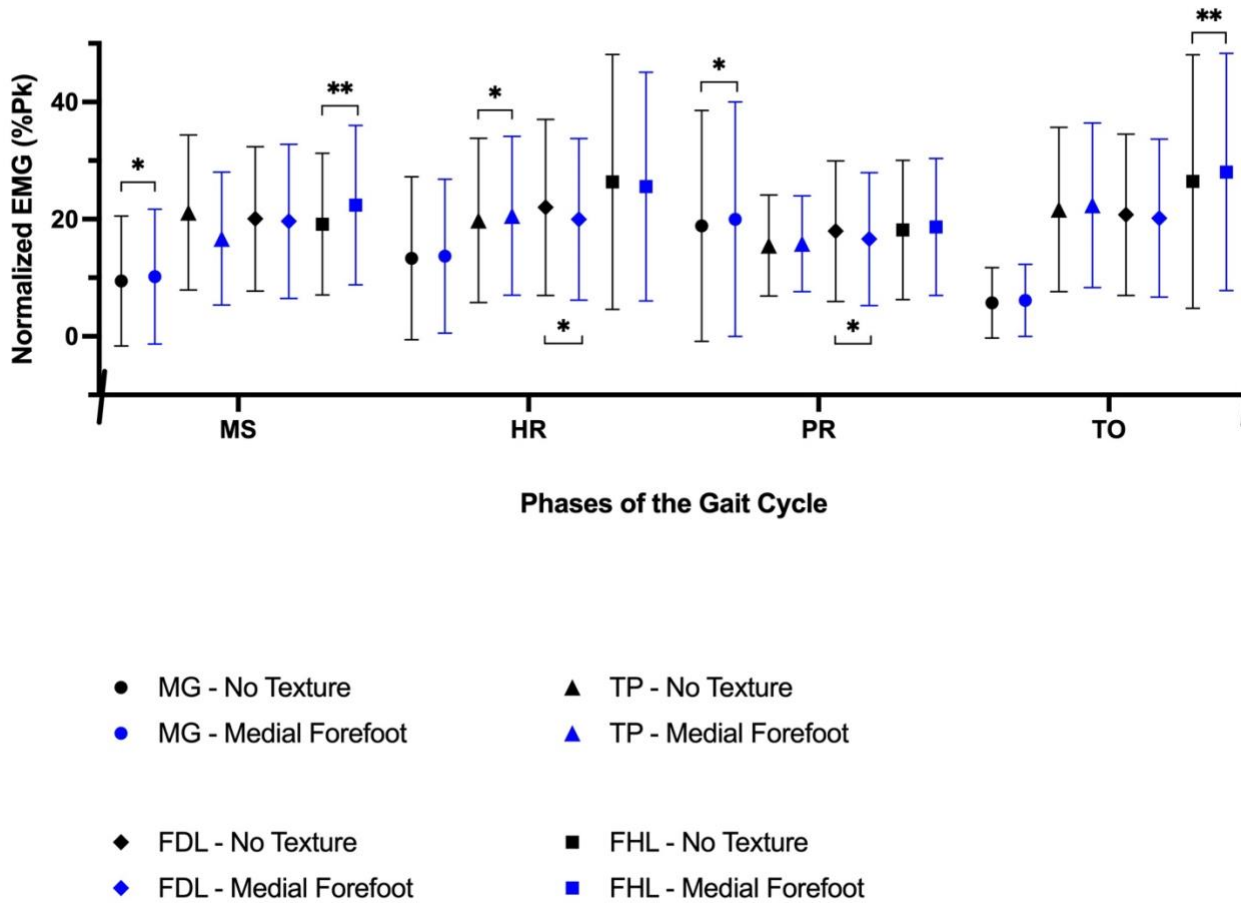 **
*
**
*
*
40
Normalized EMG (%Pk)
20
0
*
*
MS HR PR TO
Phases of the Gait Cycle
MG - No Texture TP - No Texture
MG - Medial Forefoot TP - Medial Forefoot
FDL - No Texture FHL - No Texture
FDL - Medial Forefoot FHL - Medial Forefoot